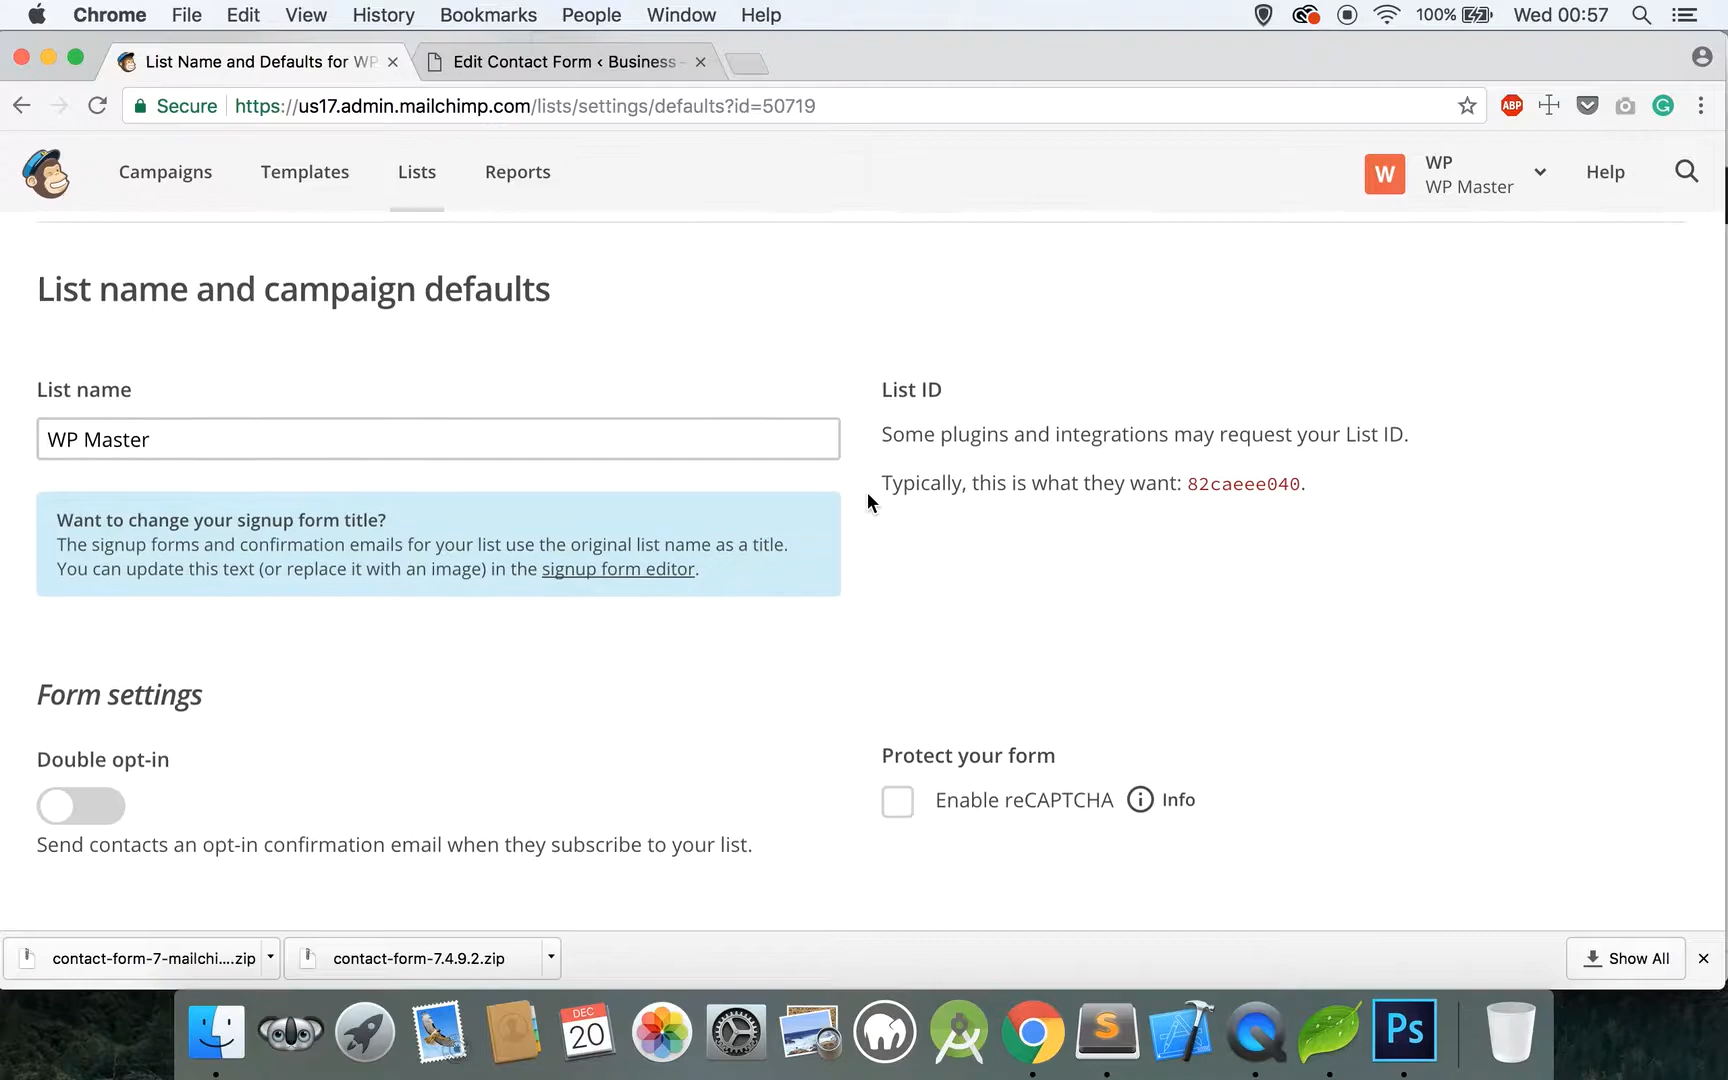 Chrome File Edit View History Bookmarks People Window Help 100% Wed 00:57
List Name and Defaults for WP Edit Contact Form ‹ Business
Secure https://us17.admin.mailchimp.com/lists/settings/defaults?id=50719 ABP
Campaigns Templates Lists Reports W WP Help
WP Master
List name and campaign defaults
List name List ID
WP Master Some plugins and integrations may request your List ID.
Typically, this is what they want: 82caeee040.
Want to change your signup form title?
The signup forms and confirmation emails for your list use the original list name as a title.
You can update this text (or replace it with an image) in the signup form editor.
Form settings
Double opt-in Protect your form
Enable reCAPTCHA Info
Send contacts an opt-in confirmation email when they subscribe to your list.
contact-form-7-mailchi....zip contact-form-7.4.9.2.zip Show All
DEC
20 S Ps